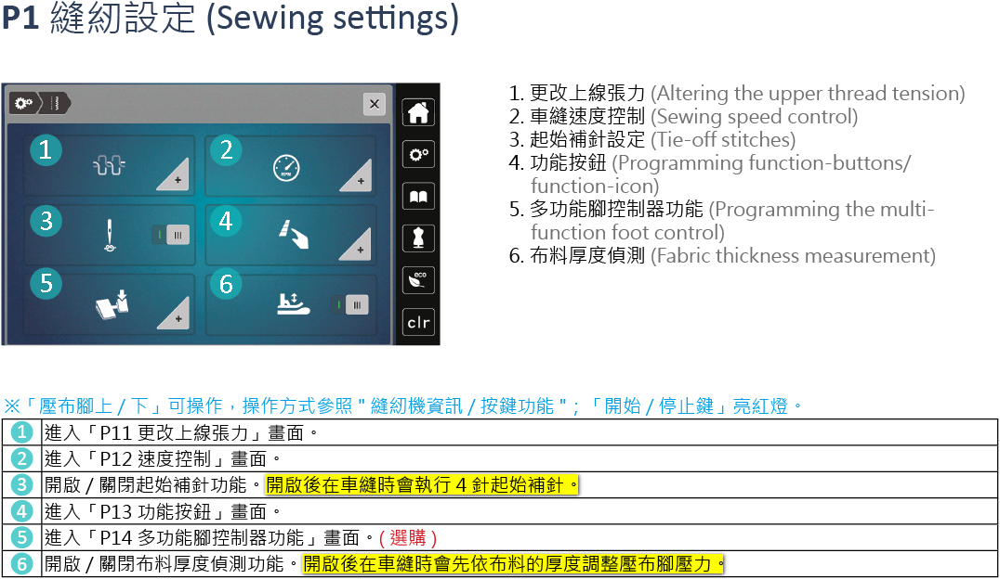 P1 縫紉設定 (Sewing settings)
1
2
RPM
3
4
5
6
eco
clr
1. 更改上線張力 (Altering the upper thread tension)
2. 車縫速度控制 (Sewing speed control)
3. 起始補針設定 (Tie-off stitches)
4. 功能按鈕 (Programming function-buttons/
function-icon)
5. 多功能腳控制器功能 (Programming the multi-
function foot control)
6. 布料厚度偵測 (Fabric thickness measurement)
※「壓布腳上 / 下」可操作，操作方式參照 " 縫紉機資訊 / 按鍵功能 "；「開始 / 停止鍵」亮紅燈。
1 進入「P11 更改上線張力」畫面。
2 進入「P12 速度控制」畫面。
3 開啟 / 關閉起始補針功能。開啟後在車縫時會執行 4 針起始補針。
4 進入「P13 功能按鈕」畫面。
5 進入「P14 多功能腳控制器功能」畫面。( 選購 )
6 開啟 / 關閉布料厚度偵測功能。開啟後在車縫時會先依布料的厚度調整壓布腳壓力。